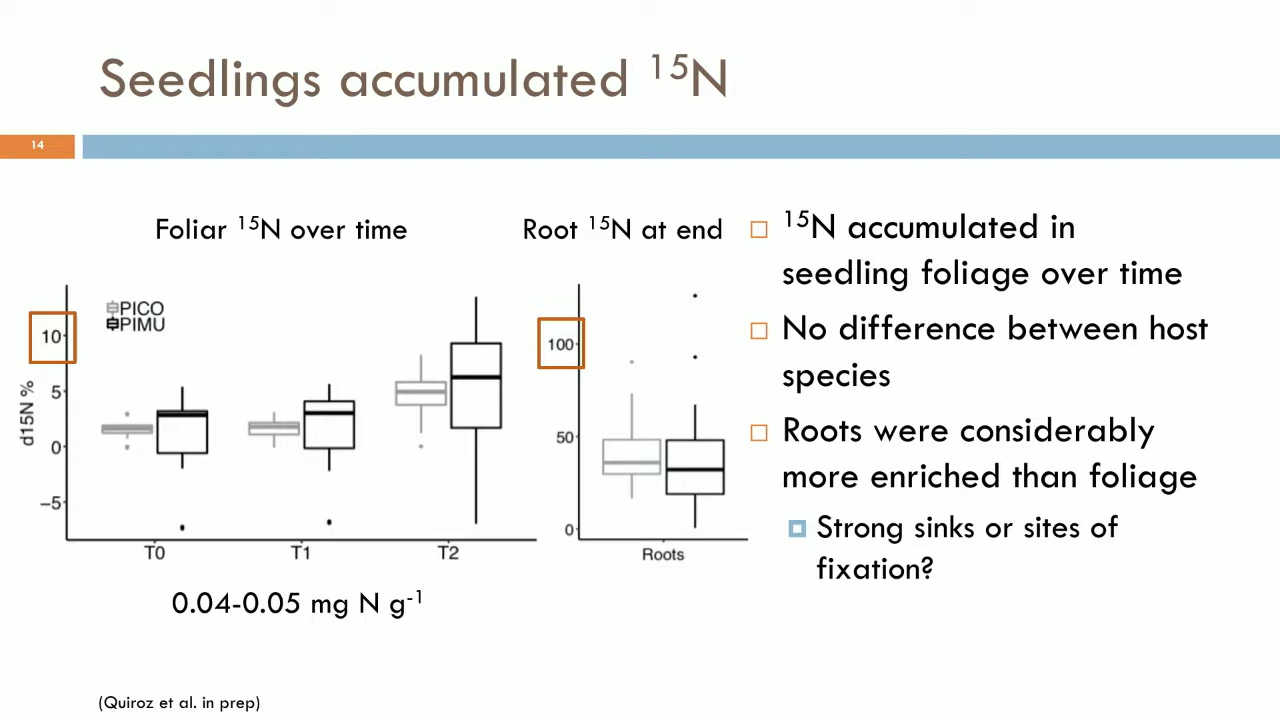 Seedlings accumulated ¹⁵N
14
Foliar ¹⁵N over time
PICO
PIMU
10
5
0
−5
d15N %
T0
T1
T2
0.04-0.05 mg N g⁻¹
Root ¹⁵N at end
100
50
0
Roots
¹⁵N accumulated in
seedling foliage over time
No difference between host
species
Roots were considerably
more enriched than foliage
Strong sinks or sites of
fixation?
(Quiroz et al. in prep)